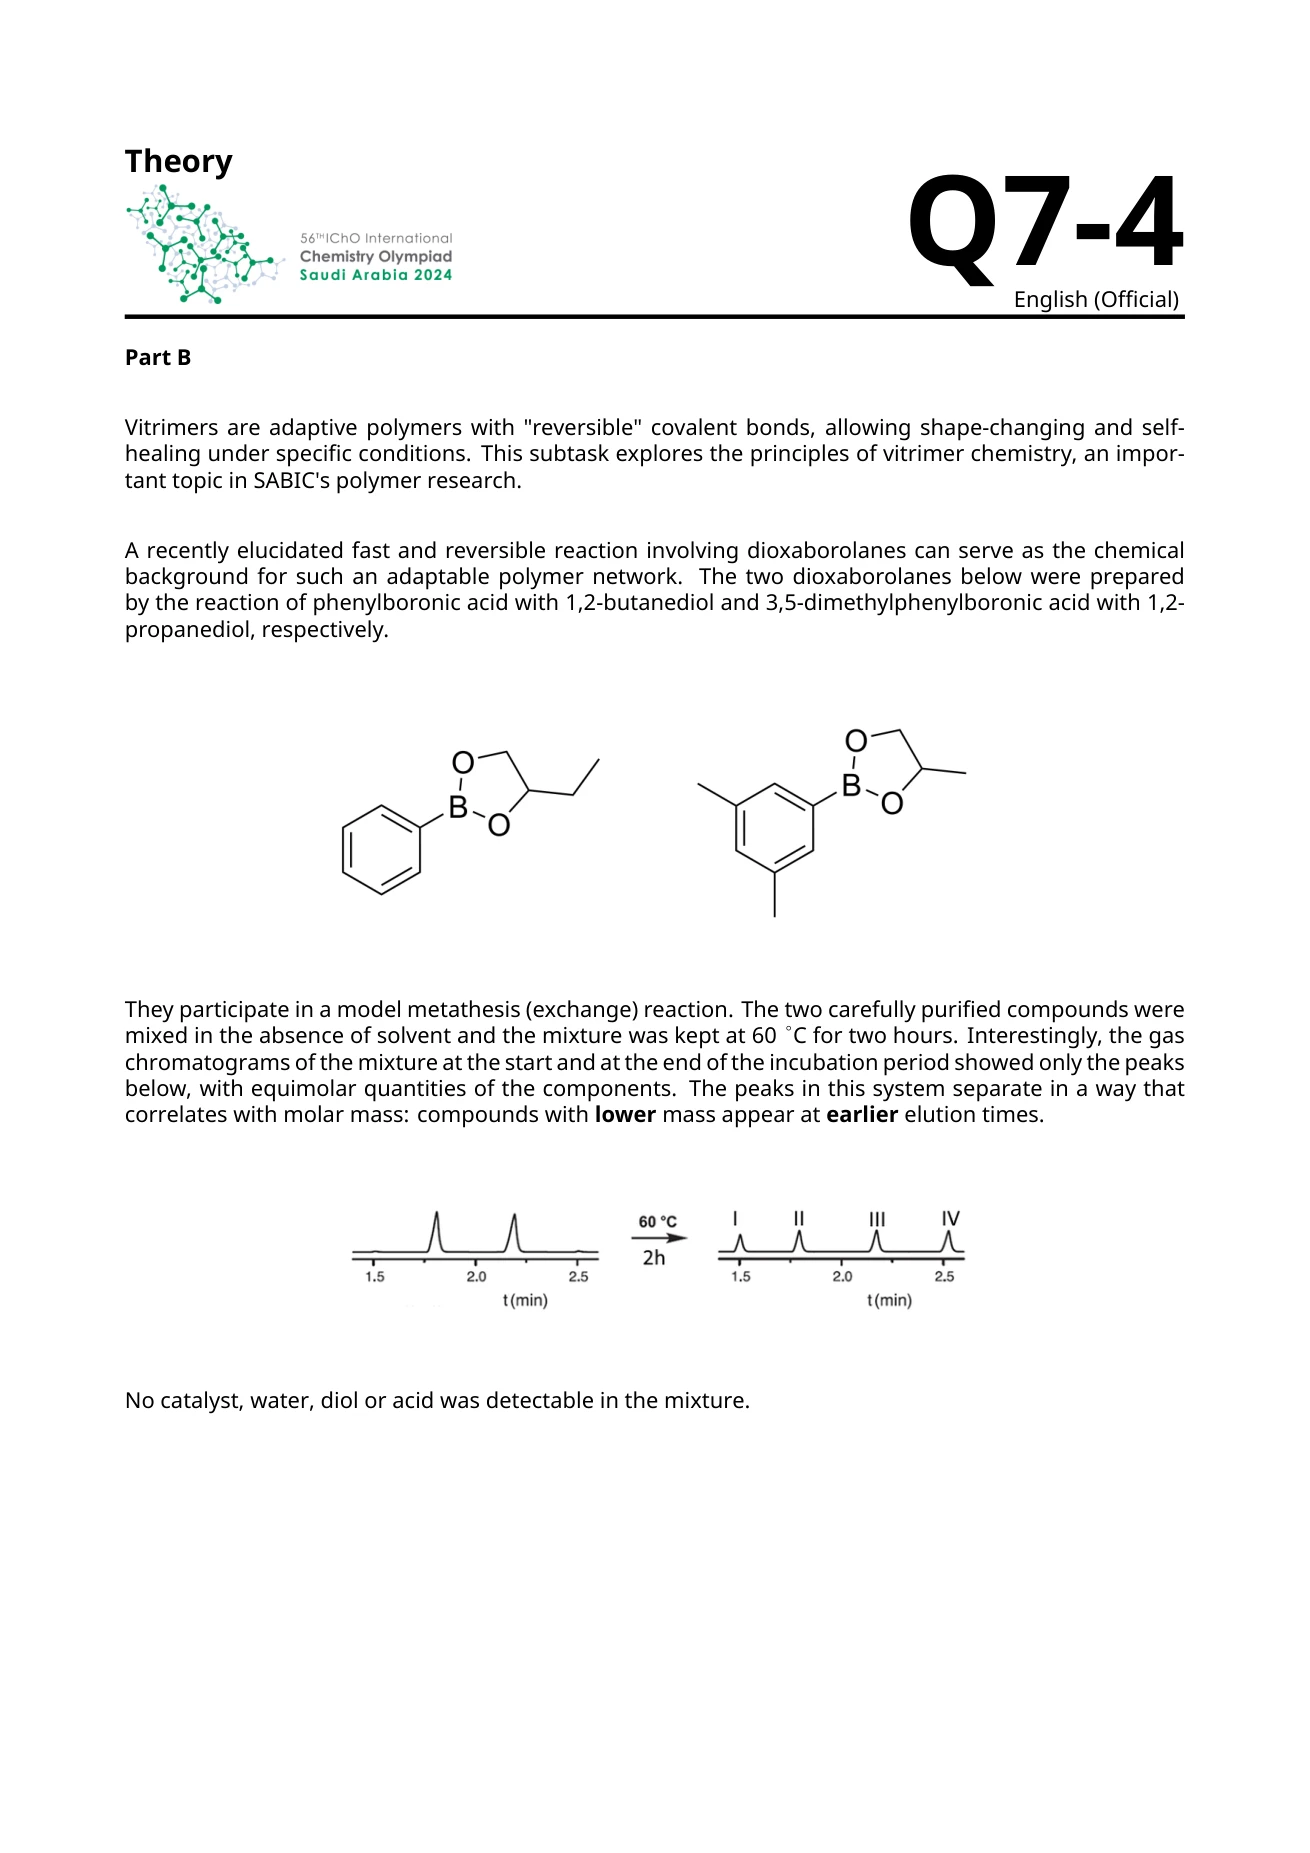 Theory
56THIChO International
Chemistry Olympiad
Saudi Arabia 2024
Q7-4
English (Official)
Part B
Vitrimers are adaptive polymers with "reversible" covalent bonds, allowing shape-changing and self-
healing under specific conditions. This subtask explores the principles of vitrimer chemistry, an impor-
tant topic in SABIC's polymer research.
A recently elucidated fast and reversible reaction involving dioxaborolanes can serve as the chemical
background for such an adaptable polymer network. The two dioxaborolanes below were prepared
by the reaction of phenylboronic acid with 1,2-butanediol and 3,5-dimethylphenylboronic acid with 1,2-
propanediol, respectively.
O
B
O
O
B
O
They participate in a model metathesis (exchange) reaction. The two carefully purified compounds were
mixed in the absence of solvent and the mixture was kept at 60 °C for two hours. Interestingly, the gas
chromatograms of the mixture at the start and at the end of the incubation period showed only the peaks
below, with equimolar quantities of the components. The peaks in this system separate in a way that
correlates with molar mass: compounds with lower mass appear at earlier elution times.
I II III IV
60 °C
2h
1.5 2.0 2.5
t (min)
1.5 2.0 2.5
t (min)
No catalyst, water, diol or acid was detectable in the mixture.